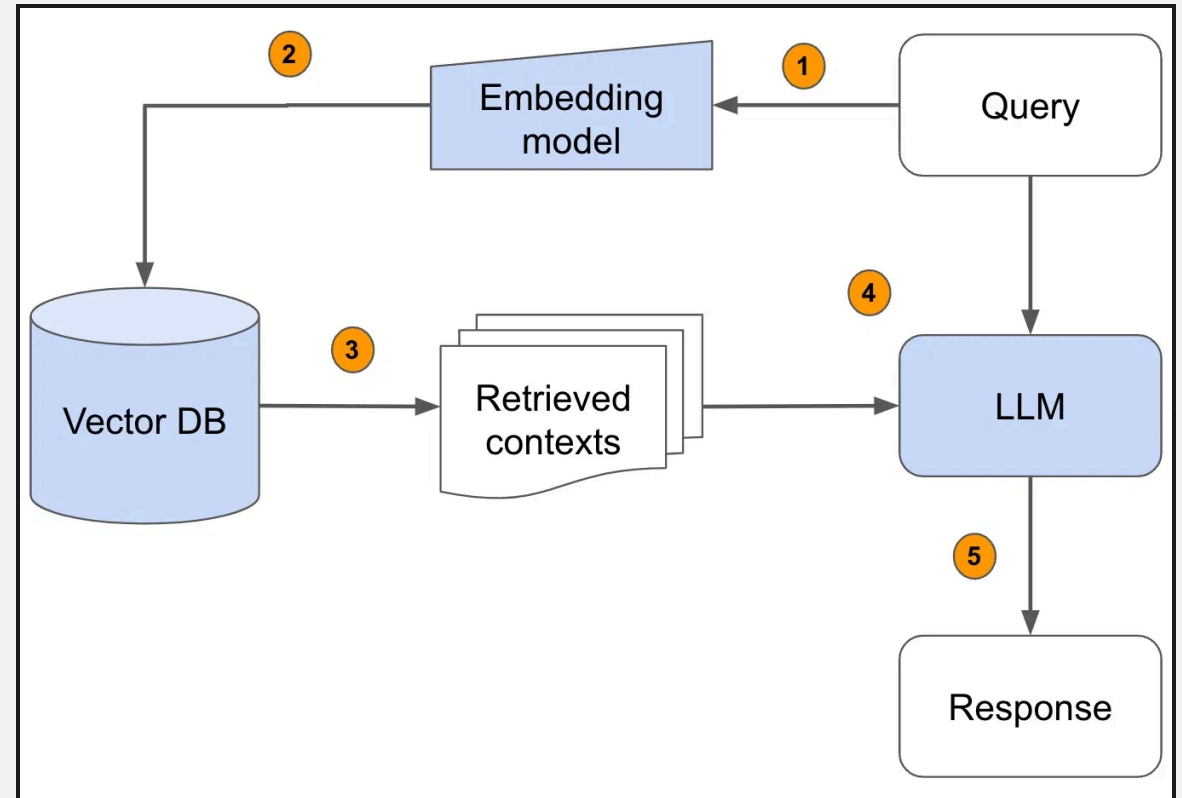 2
1
Embedding
model
Query
4
3
Vector DB
Retrieved
contexts
LLM
5
Response